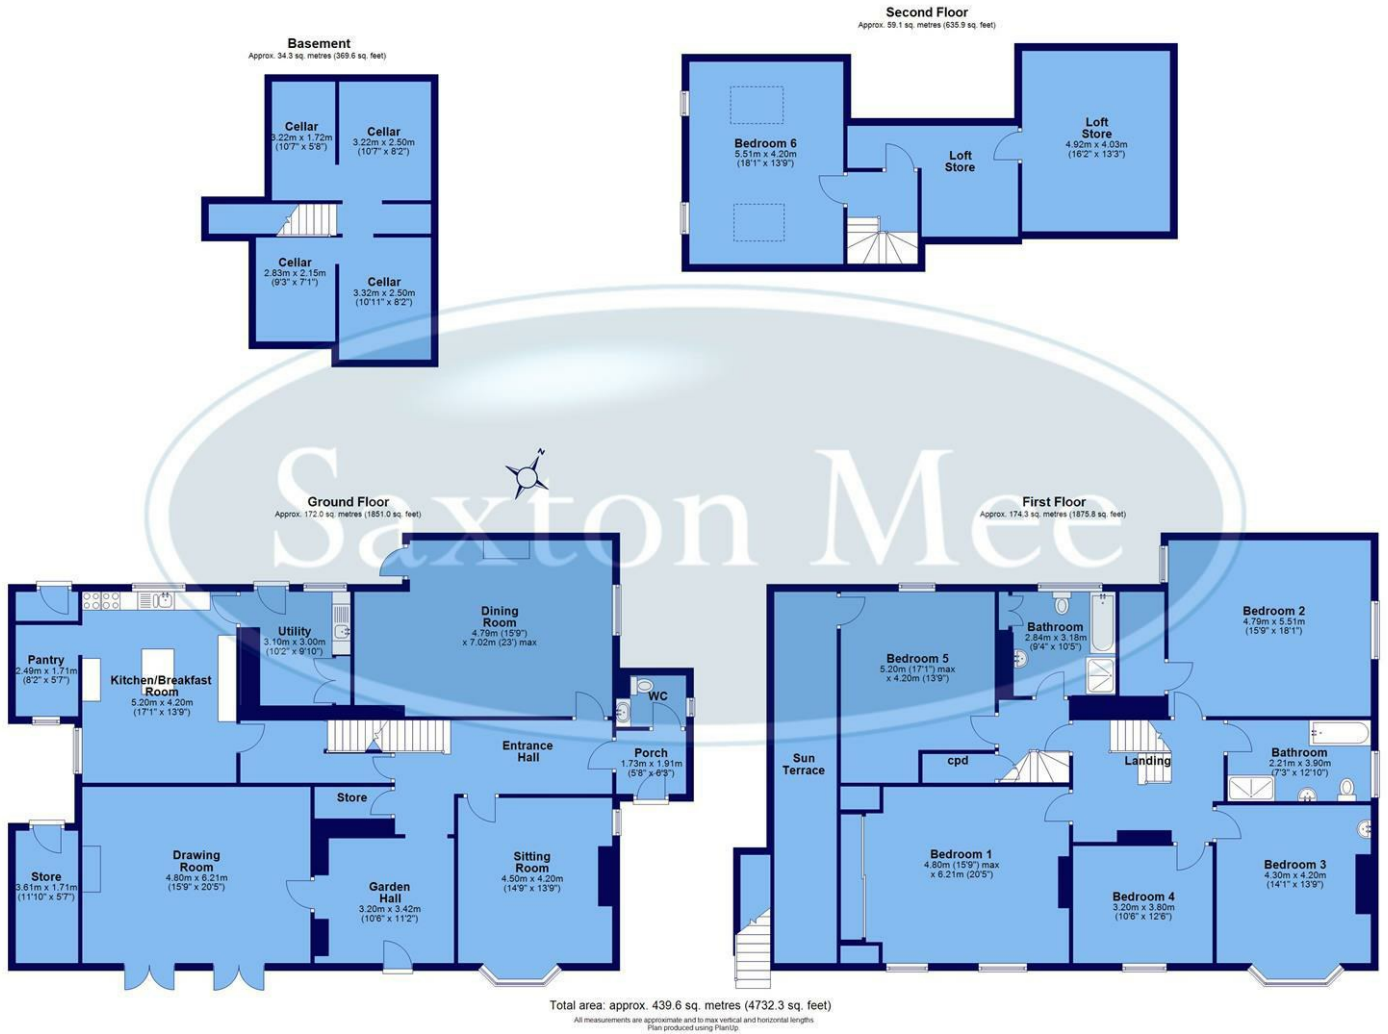 Second Floor
Approx. 59.1 sq. metres (635.9 sq. feet)
Basement
Approx. 34.3 sq. metres (369.6 sq. feet)
Cellar
3.22m x 1.72m
(10'7" x 5'8")
Cellar
3.22m x 2.50m
(10'7" x 8'2")
Cellar
2.83m x 2.15m
(9'3" x 7'1")
Cellar
3.32m x 2.50m
(10'11" x 8'2")
Bedroom 6
5.51m x 4.20m
(18'1" x 13'9")
Loft
Store
Loft
Store
4.92m x 4.03m
(16'2" x 13'3")
Saxton Mee
N
Ground Floor
Approx. 172.0 sq. metres (1851.0 sq. feet)
Dining
Room
4.79m (15'9")
x 7.02m (23') max
Utility
3.10m x 3.00m
(10'2" x 9'10")
Pantry
2.49m x 1.71m
(8'2" x 5'7")
Kitchen/Breakfast
Room
5.20m x 4.20m
(17'1" x 13'9")
WC
Entrance
Hall
Porch
1.73m x 1.91m
(5'8" x 6'3")
Store
Drawing
Room
4.80m x 6.21m
(15'9" x 20'5")
Store
3.61m x 1.71m
(11'10" x 5'7")
Garden
Hall
3.20m x 3.42m
(10'6" x 11'2")
Sitting
Room
4.50m x 4.20m
(14'9" x 13'9")
First Floor
Approx. 174.3 sq. metres (1875.8 sq. feet)
Bedroom 2
4.79m x 5.51m
(15'9" x 18'1")
Bathroom
2.84m x 3.18m
(9'4" x 10'5")
Bedroom 5
5.20m (17'1") max
x 4.20m (13'9")
Sun
Terrace
cpd
Landing
Bathroom
2.21m x 3.90m
(7'3" x 12'10")
Bedroom 1
4.80m (15'9") max
x 6.21m (20'5")
Bedroom 4
3.20m x 3.80m
(10'6" x 12'6")
Bedroom 3
4.30m x 4.20m
(14'1" x 13'9")
Total area: approx. 439.6 sq. metres (4732.3 sq. feet)
All measurements are approximate and to max vertical and horizontal lengths
Plan produced using PlanUp.